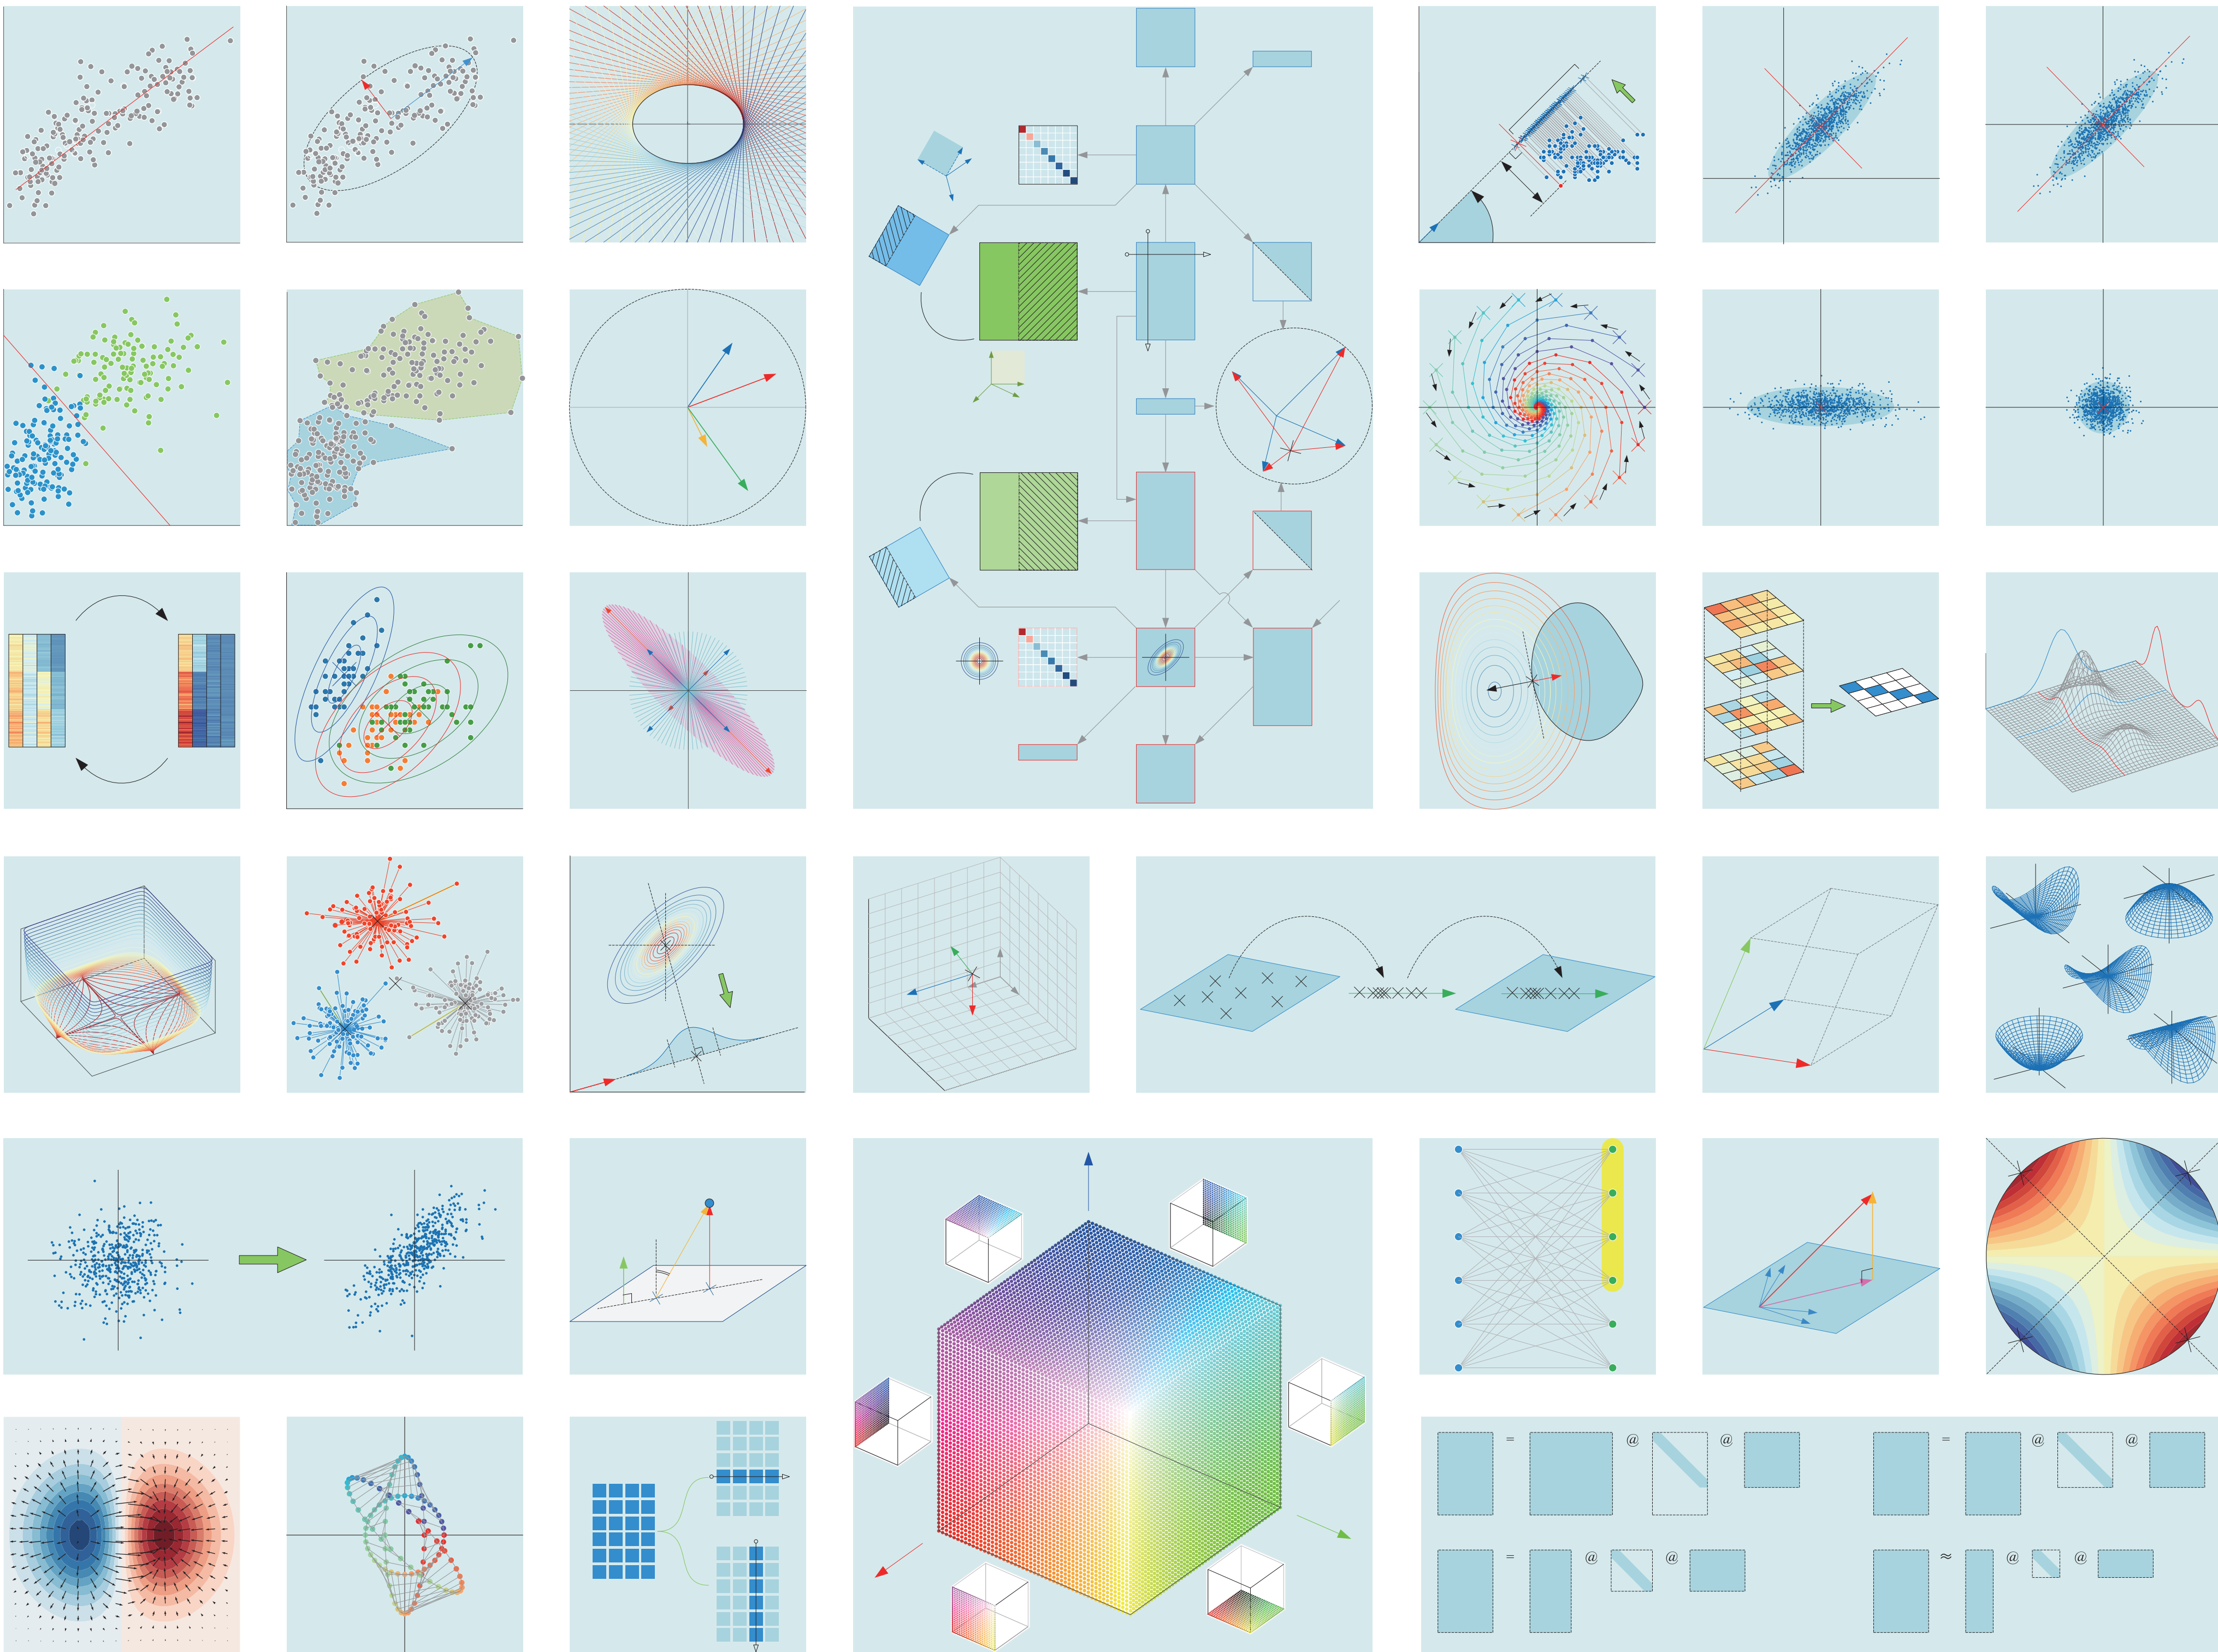 = @ @
= @ @
= @ @
≈ @ @